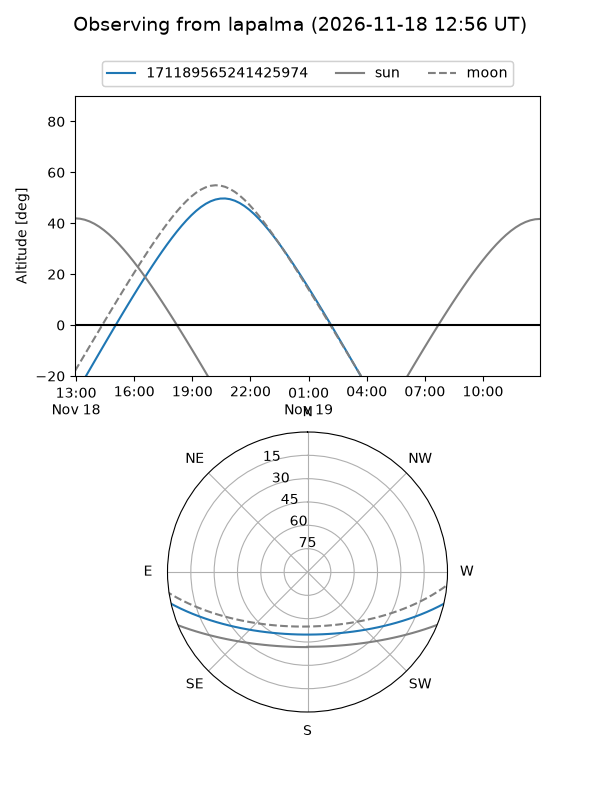 Observing from lapalma (2026-11-18 12:56 UT)
171189565241425974 sun moon
Altitude [deg]
80
60
40
20
0
−20
13:00 16:00 19:00 22:00 01:00 04:00 07:00 10:00
Nov 18 Nov 19
N
NE NW
15
30
45
60
75
E W
SE SW
S